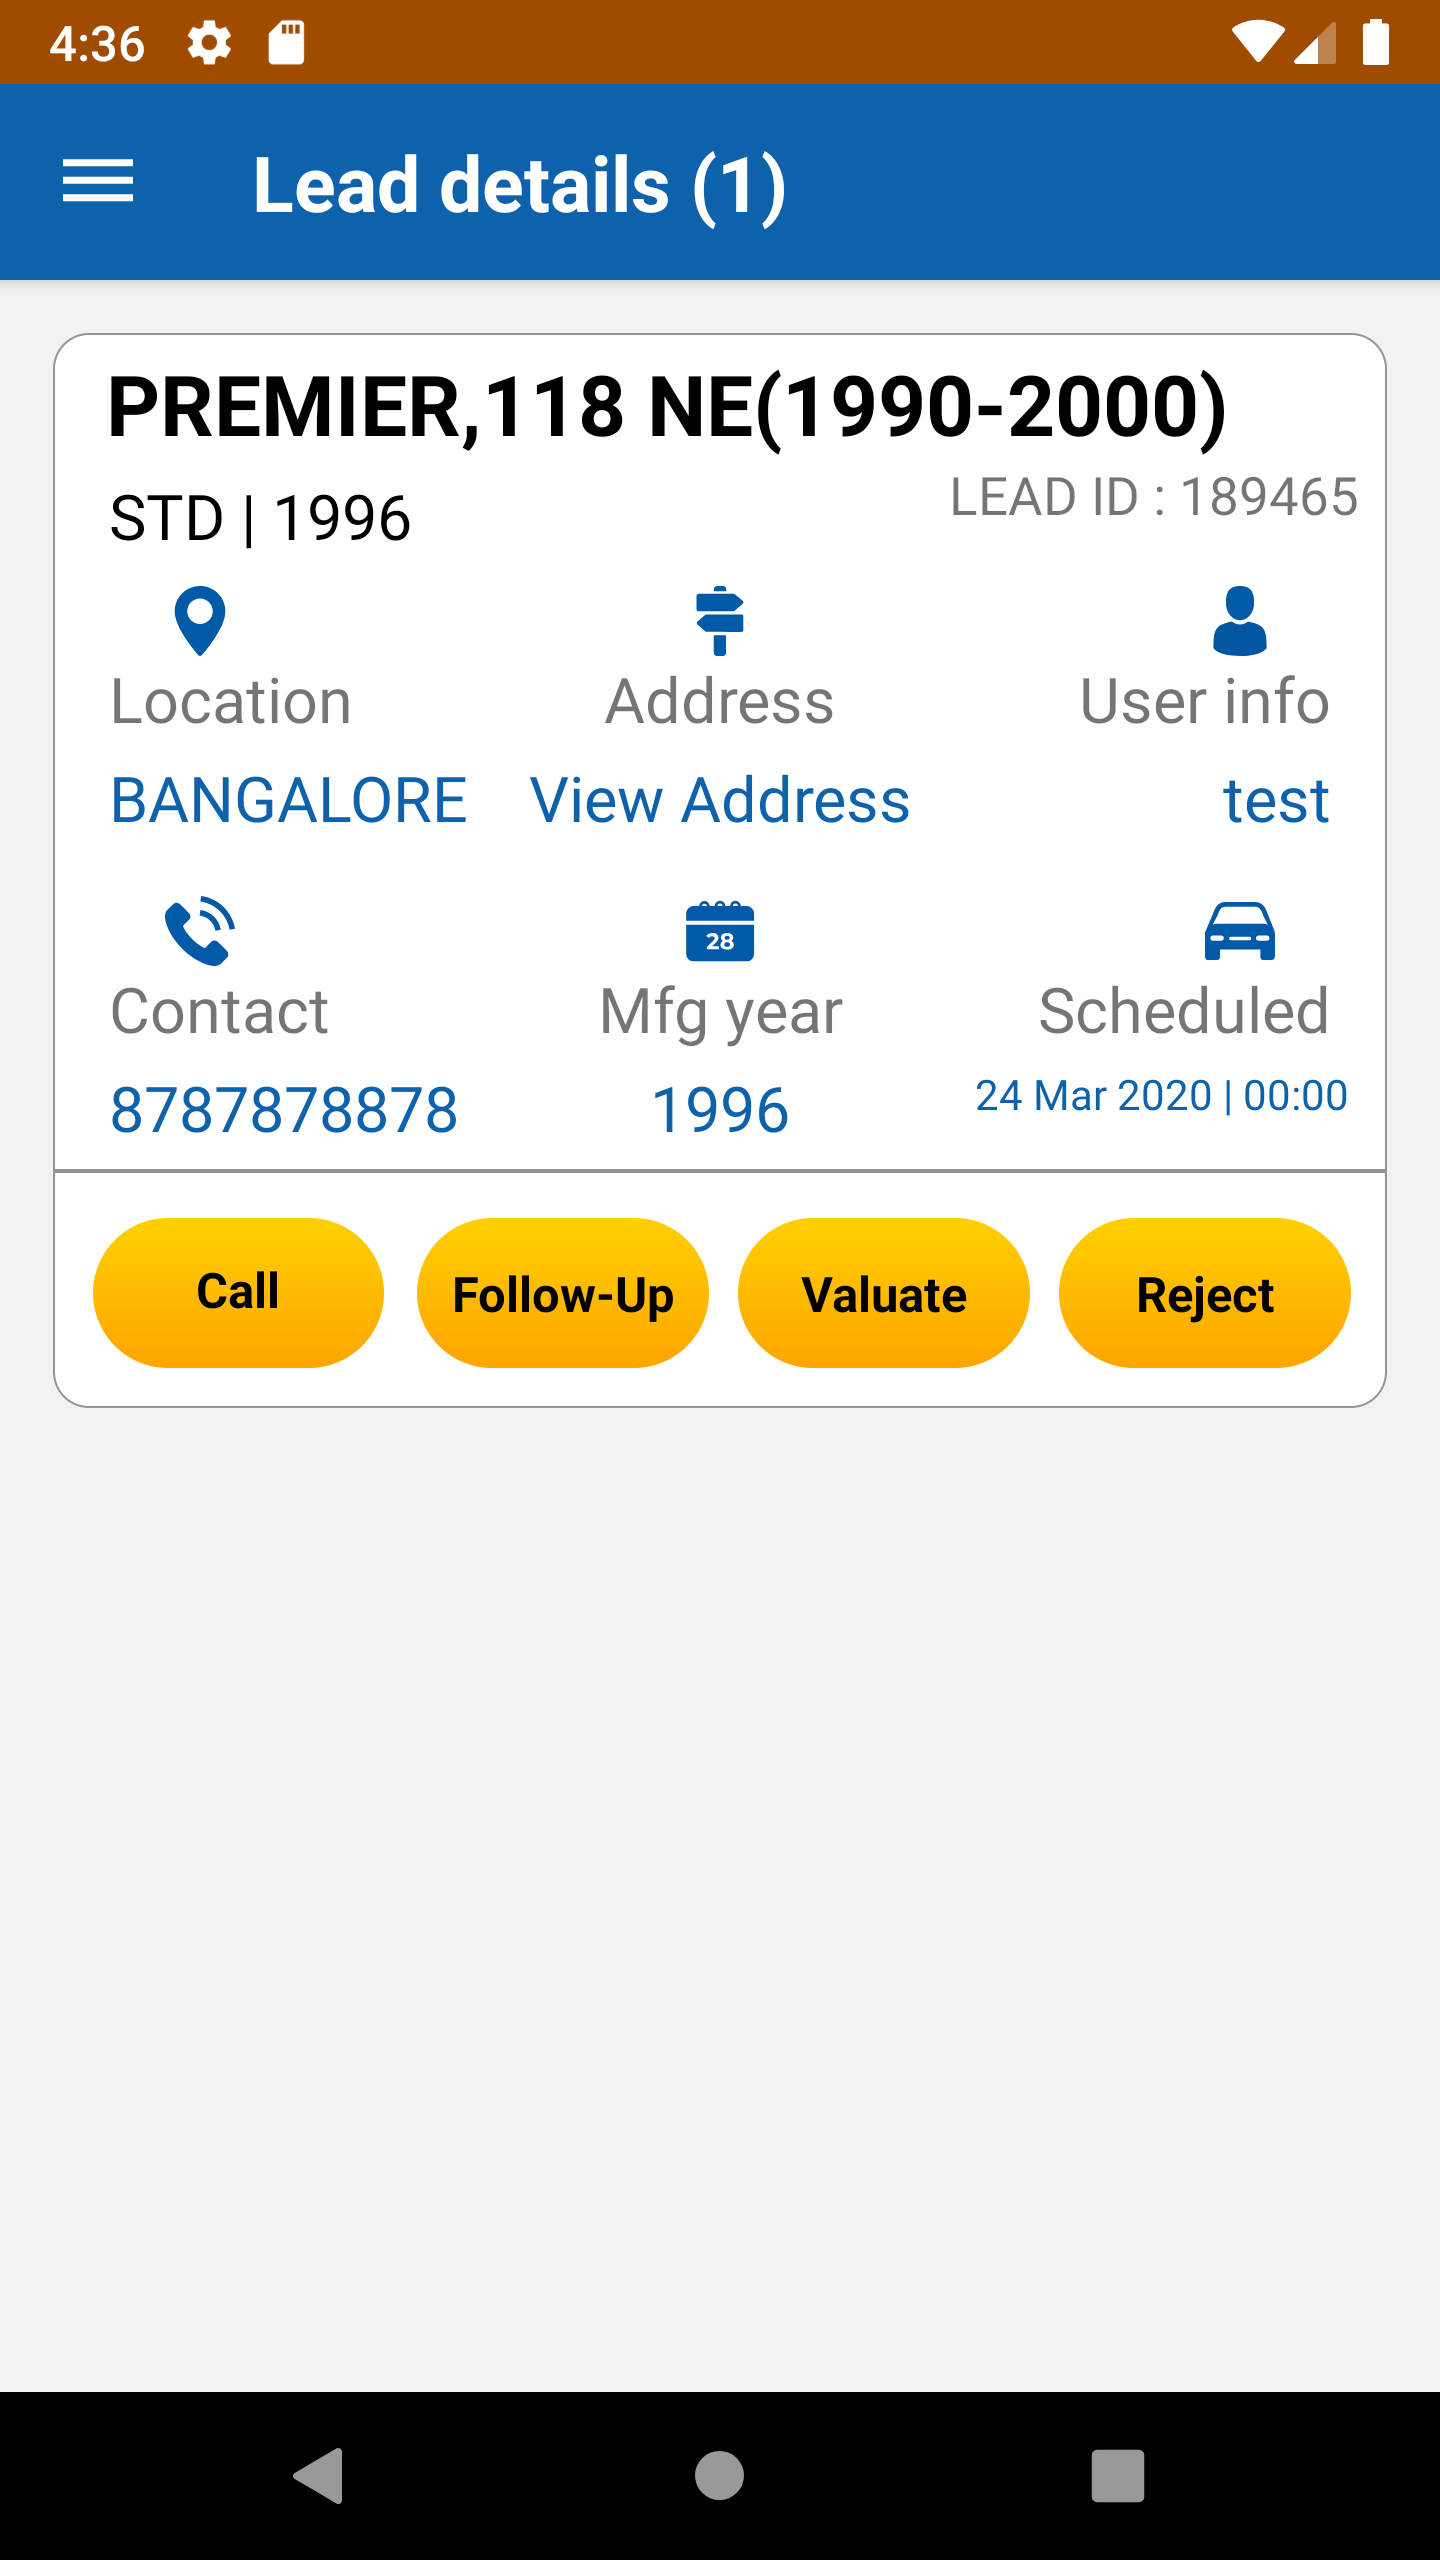 4:36
Lead details (1)
PREMIER,118 NE(1990-2000)
STD | 1996
LEAD ID : 189465
Location
Address
User info
BANGALORE
View Address
test
28
Contact
Mfg year
Scheduled
8787878878
1996
24 Mar 2020 | 00:00
Call
Follow-Up
Valuate
Reject